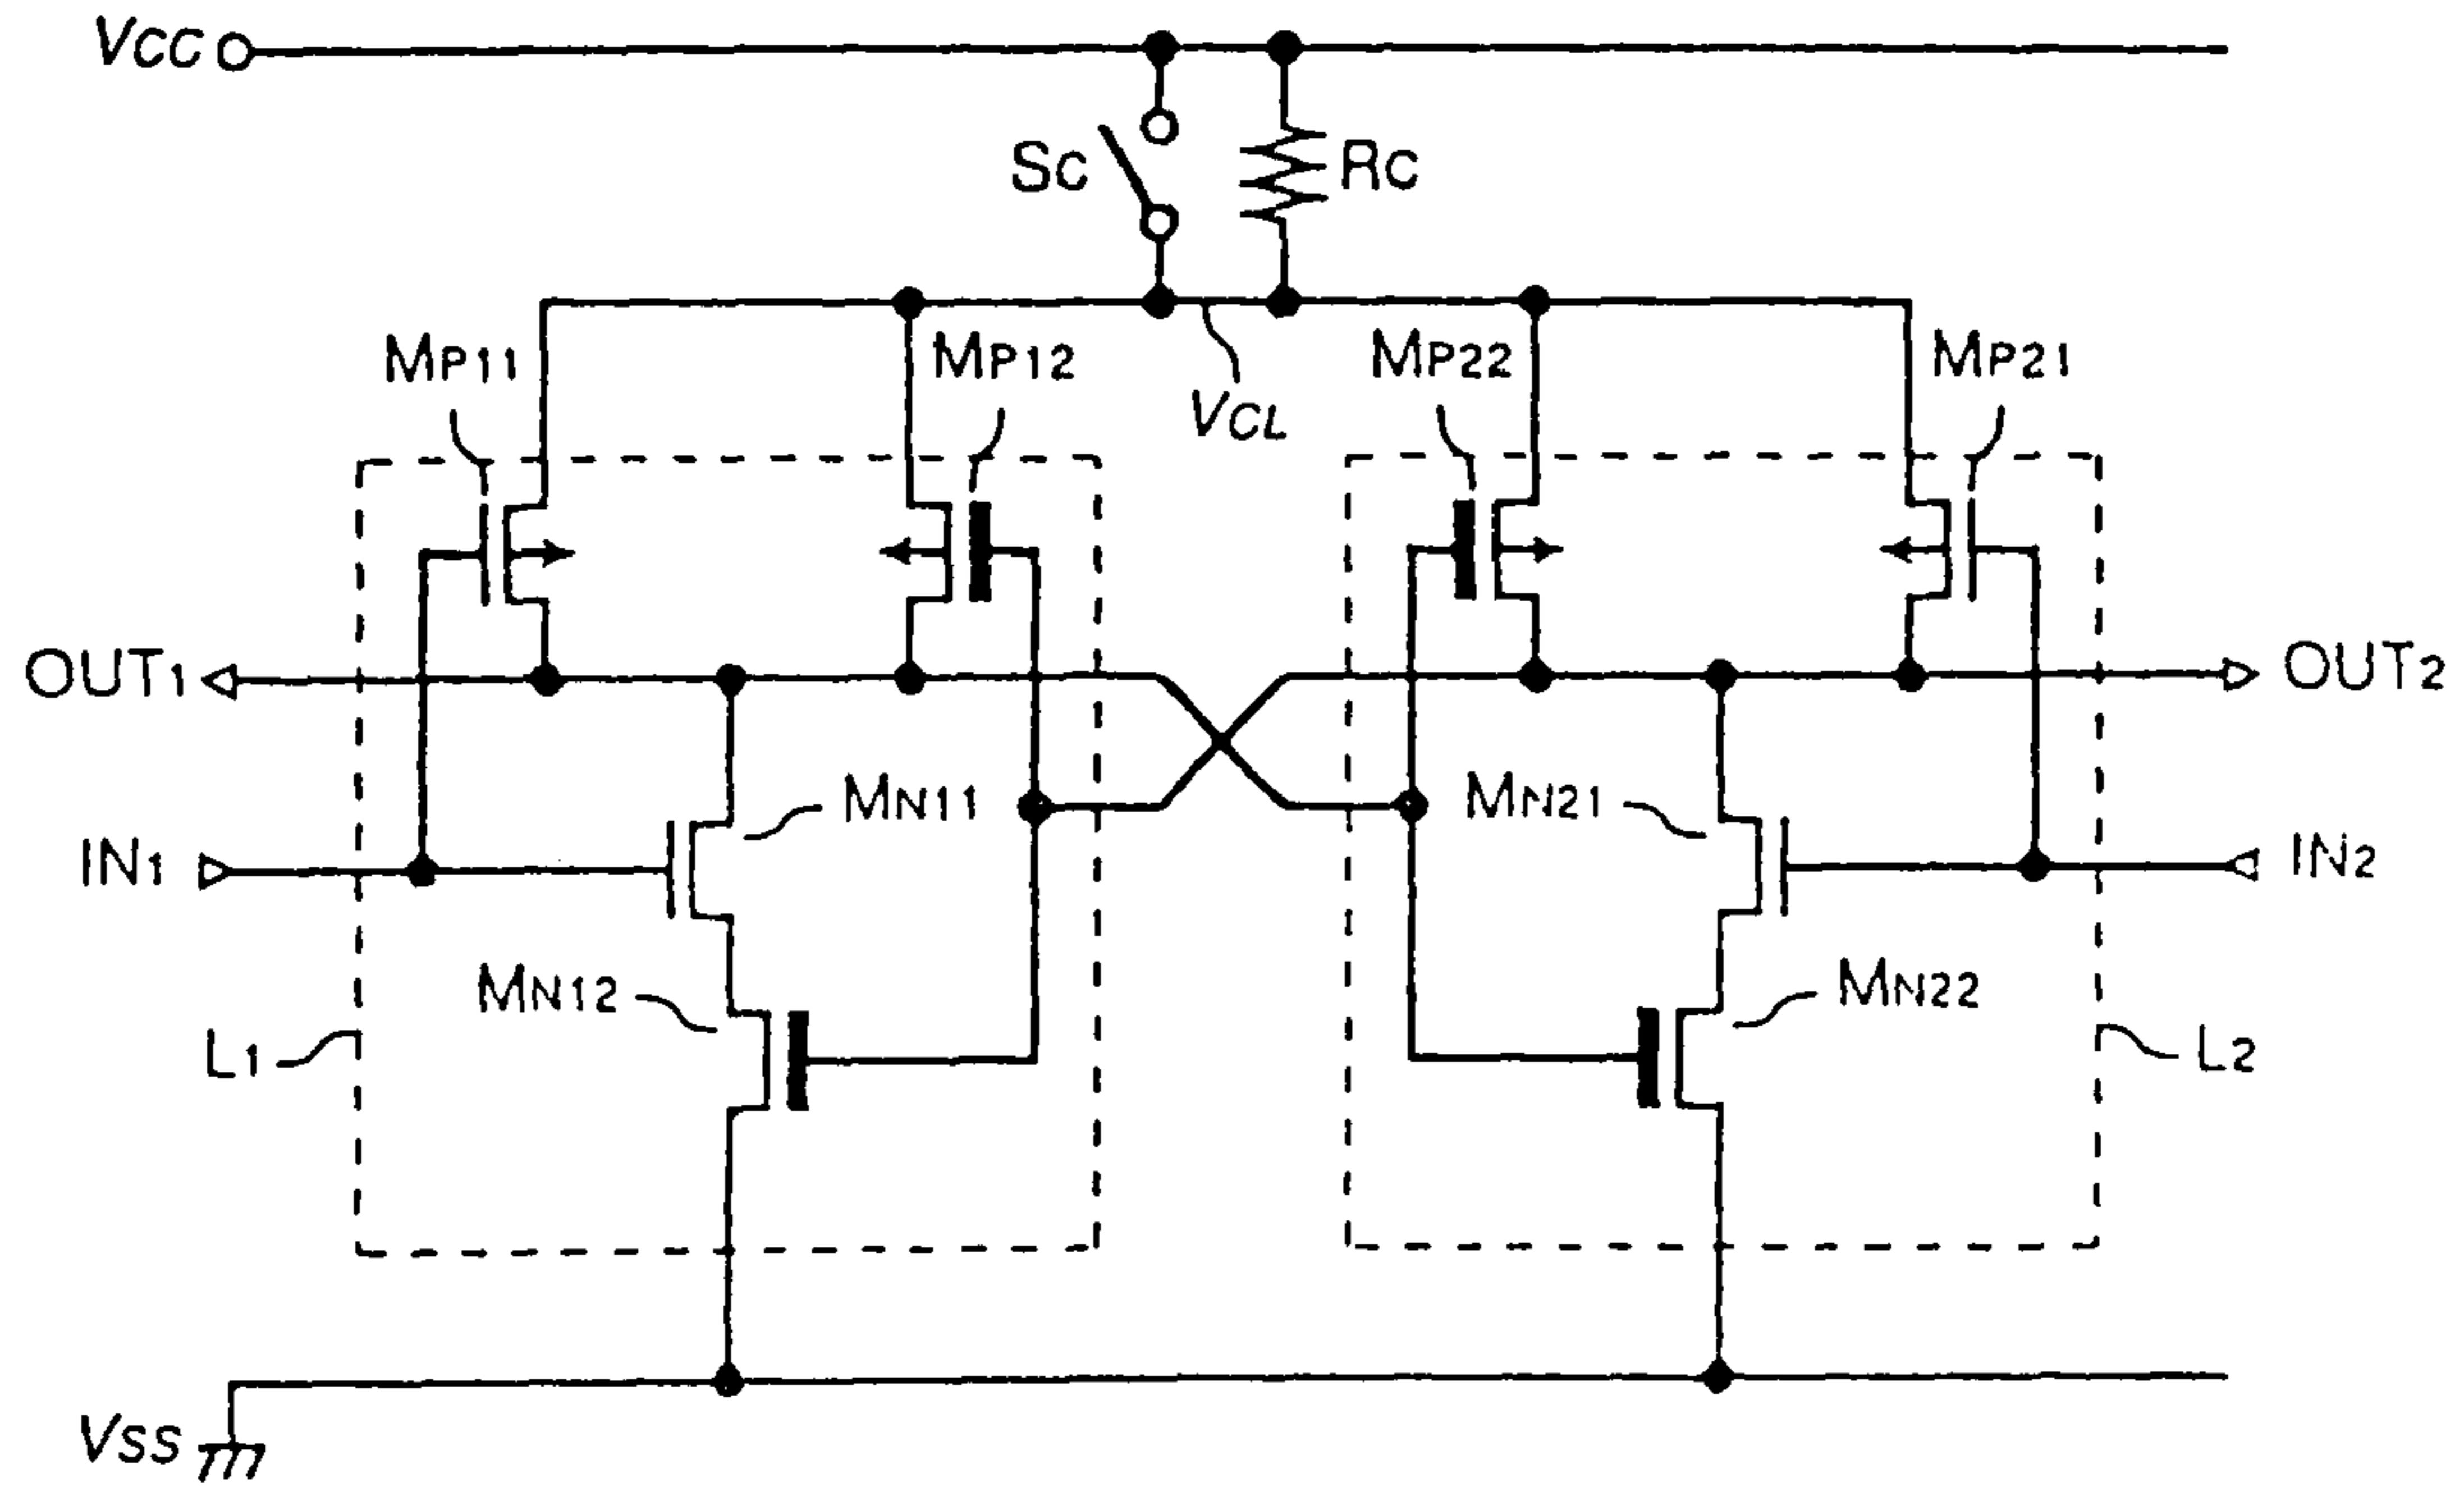 VCC
SC
RC
MP11
MP12
VCL
MP22
MP21
OUT1
OUT2
MN11
MN21
IN1
IN2
MN12
MN22
L1
L2
VSS